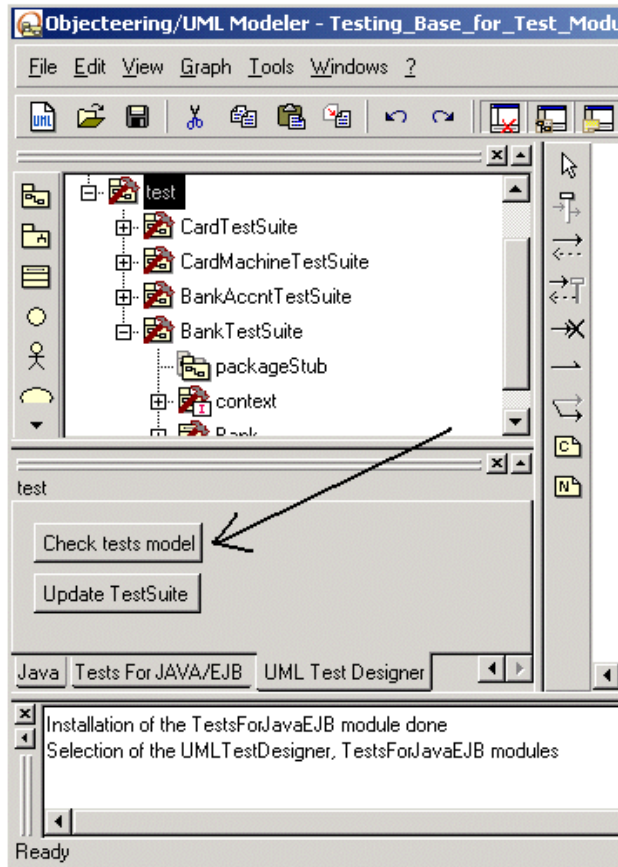 Objecteering/UML Modeler - Testing_Base_for_Test_Modu
File Edit View Graph Tools Windows ?
UML
test
CardTestSuite
CardMachineTestSuite
BankAccntTestSuite
BankTestSuite
packageStub
context
Bank
C
N
test
Check tests model
Update TestSuite
Java Tests For JAVA/EJB UML Test Designer
Installation of the TestsForJavaEJB module done
Selection of the UMLTestDesigner, TestsForJavaEJB modules
Ready